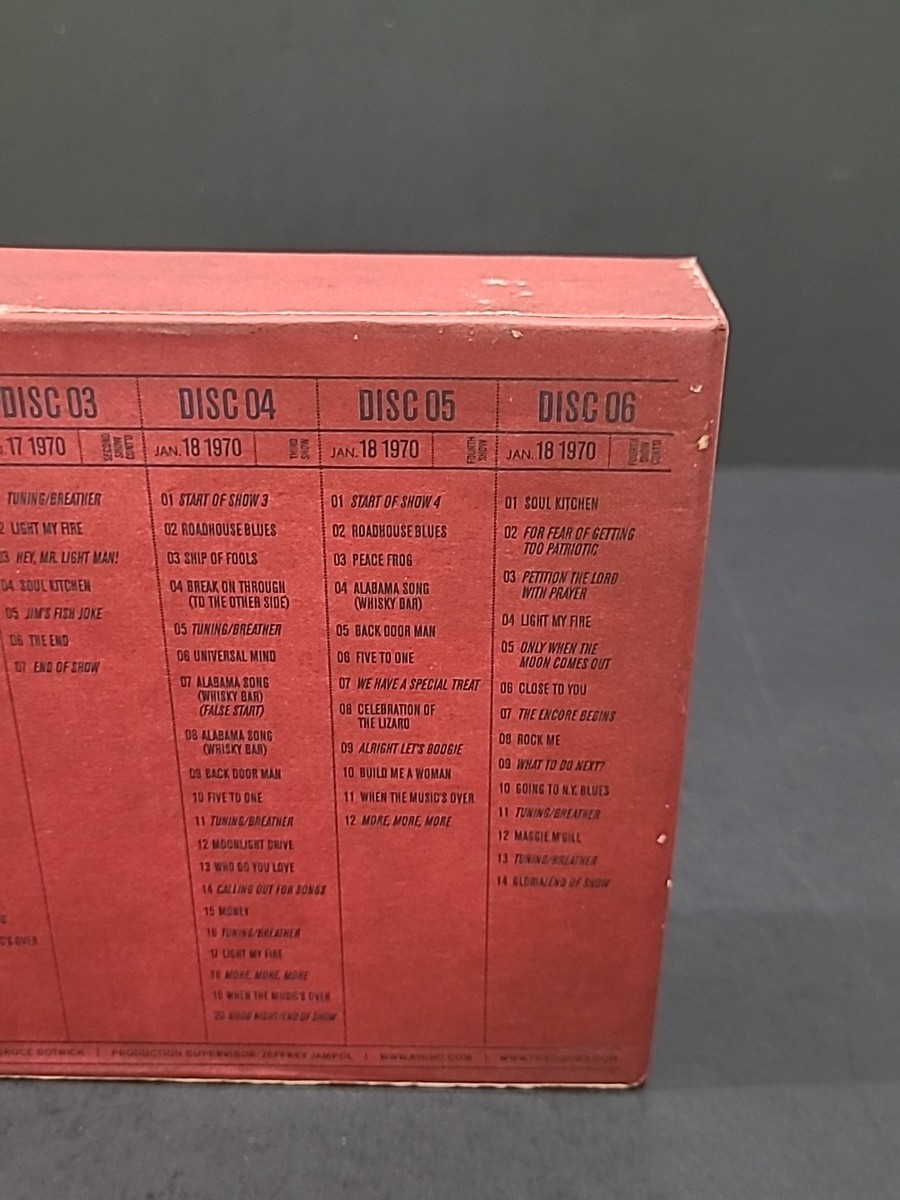 DISC 03
17 1970
SECOND
SHOW
CONT'D
TUNING/BREATHER
LIGHT MY FIRE
03 HEY, MR. LIGHT MAN!
04 SOUL KITCHEN
05 JIM'S FISH JOKE
06 THE END
07 END OF SHOW
C'S OVER
DISC 04
JAN. 18 1970
THIRD
SHOW
01 START OF SHOW 3
02 ROADHOUSE BLUES
03 SHIP OF FOOLS
04 BREAK ON THROUGH
(TO THE OTHER SIDE)
05 TUNING/BREATHER
06 UNIVERSAL MIND
07 ALABAMA SONG
(WHISKY BAR)
(FALSE START)
08 ALABAMA SONG
(WHISKY BAR)
09 BACK DOOR MAN
10 FIVE TO ONE
11 TUNING/BREATHER
12 MOONLIGHT DRIVE
13 WHO DO YOU LOVE
14 CALLING OUT FOR SONGS
15 MONEY
16 TUNING/BREATHER
17 LIGHT MY FIRE
18 MORE, MORE, MORE
19 WHEN THE MUSIC'S OVER
20 GOOD NIGHT/END OF SHOW
DISC 05
JAN. 18 1970
FOURTH
SHOW
01 START OF SHOW 4
02 ROADHOUSE BLUES
03 PEACE FROG
04 ALABAMA SONG
(WHISKY BAR)
05 BACK DOOR MAN
06 FIVE TO ONE
07 WE HAVE A SPECIAL TREAT
08 CELEBRATION OF
THE LIZARD
09 ALRIGHT LET'S BOOGIE
10 BUILD ME A WOMAN
11 WHEN THE MUSIC'S OVER
12 MORE, MORE, MORE
DISC 06
JAN. 18 1970
FOURTH
SHOW
CONT'D
01 SOUL KITCHEN
02 FOR FEAR OF GETTING
TOO PATRIOTIC
03 PETITION THE LORD
WITH PRAYER
04 LIGHT MY FIRE
05 ONLY WHEN THE
MOON COMES OUT
06 CLOSE TO YOU
07 THE ENCORE BEGINS
08 ROCK ME
09 WHAT TO DO NEXT?
10 GOING TO N.Y. BLUES
11 TUNING/BREATHER
12 MAGGIE M'GILL
13 TUNING/BREATHER
14 GLORIA/END OF SHOW
BRUCE BOTNICK | PRODUCTION SUPERVISOR: JEFFREY JAMPOL | WWW.RHINO.COM | WWW.THEDOORS.COM